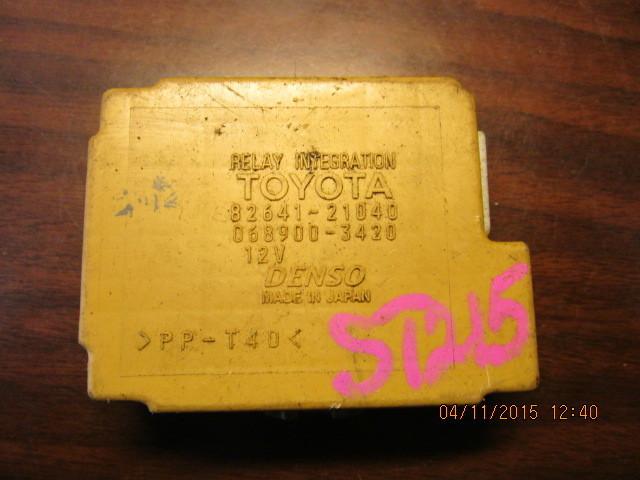 RELAY INTEGRATION
TOYOTA
82641-21040
068900-3420
12V
DENSO
MADE IN JAPAN
>PP-T40<
ST215
04/11/2015 12:40